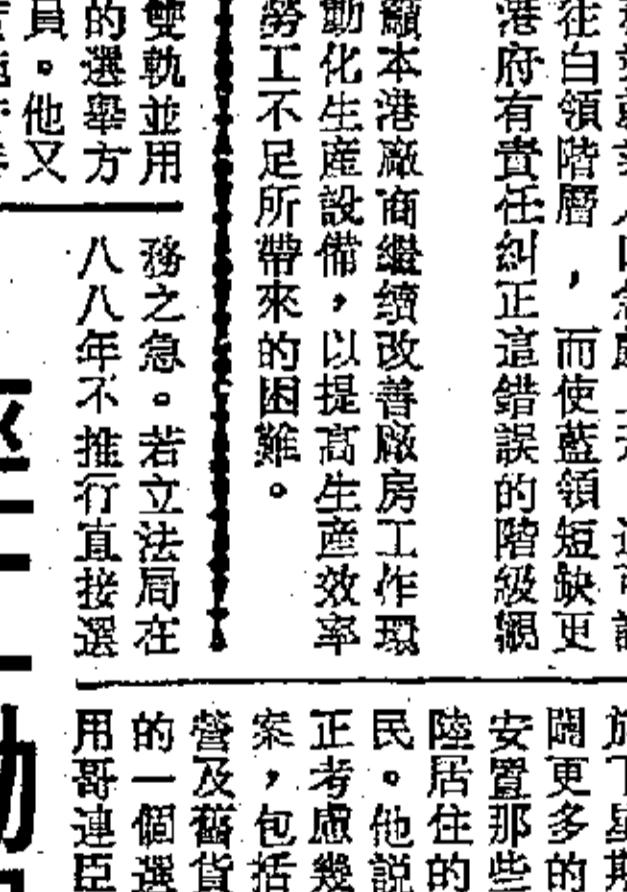 往白領階層，而使藍領短缺更
港府有責任糾正這錯誤的階級觀
籲本港廠商繼续改善廠房工作環
動化生產設備，以提高生產效率
勞工不足所帶來的困難。
雙軌並用
的選舉方
員。他又
務之急。若立法局在
八八年不推行直接選
闢更多的
安置那些
陸居住的
民。他説
正考慮幾
案，包括
營及舊貨
的一個選
用哥連臣